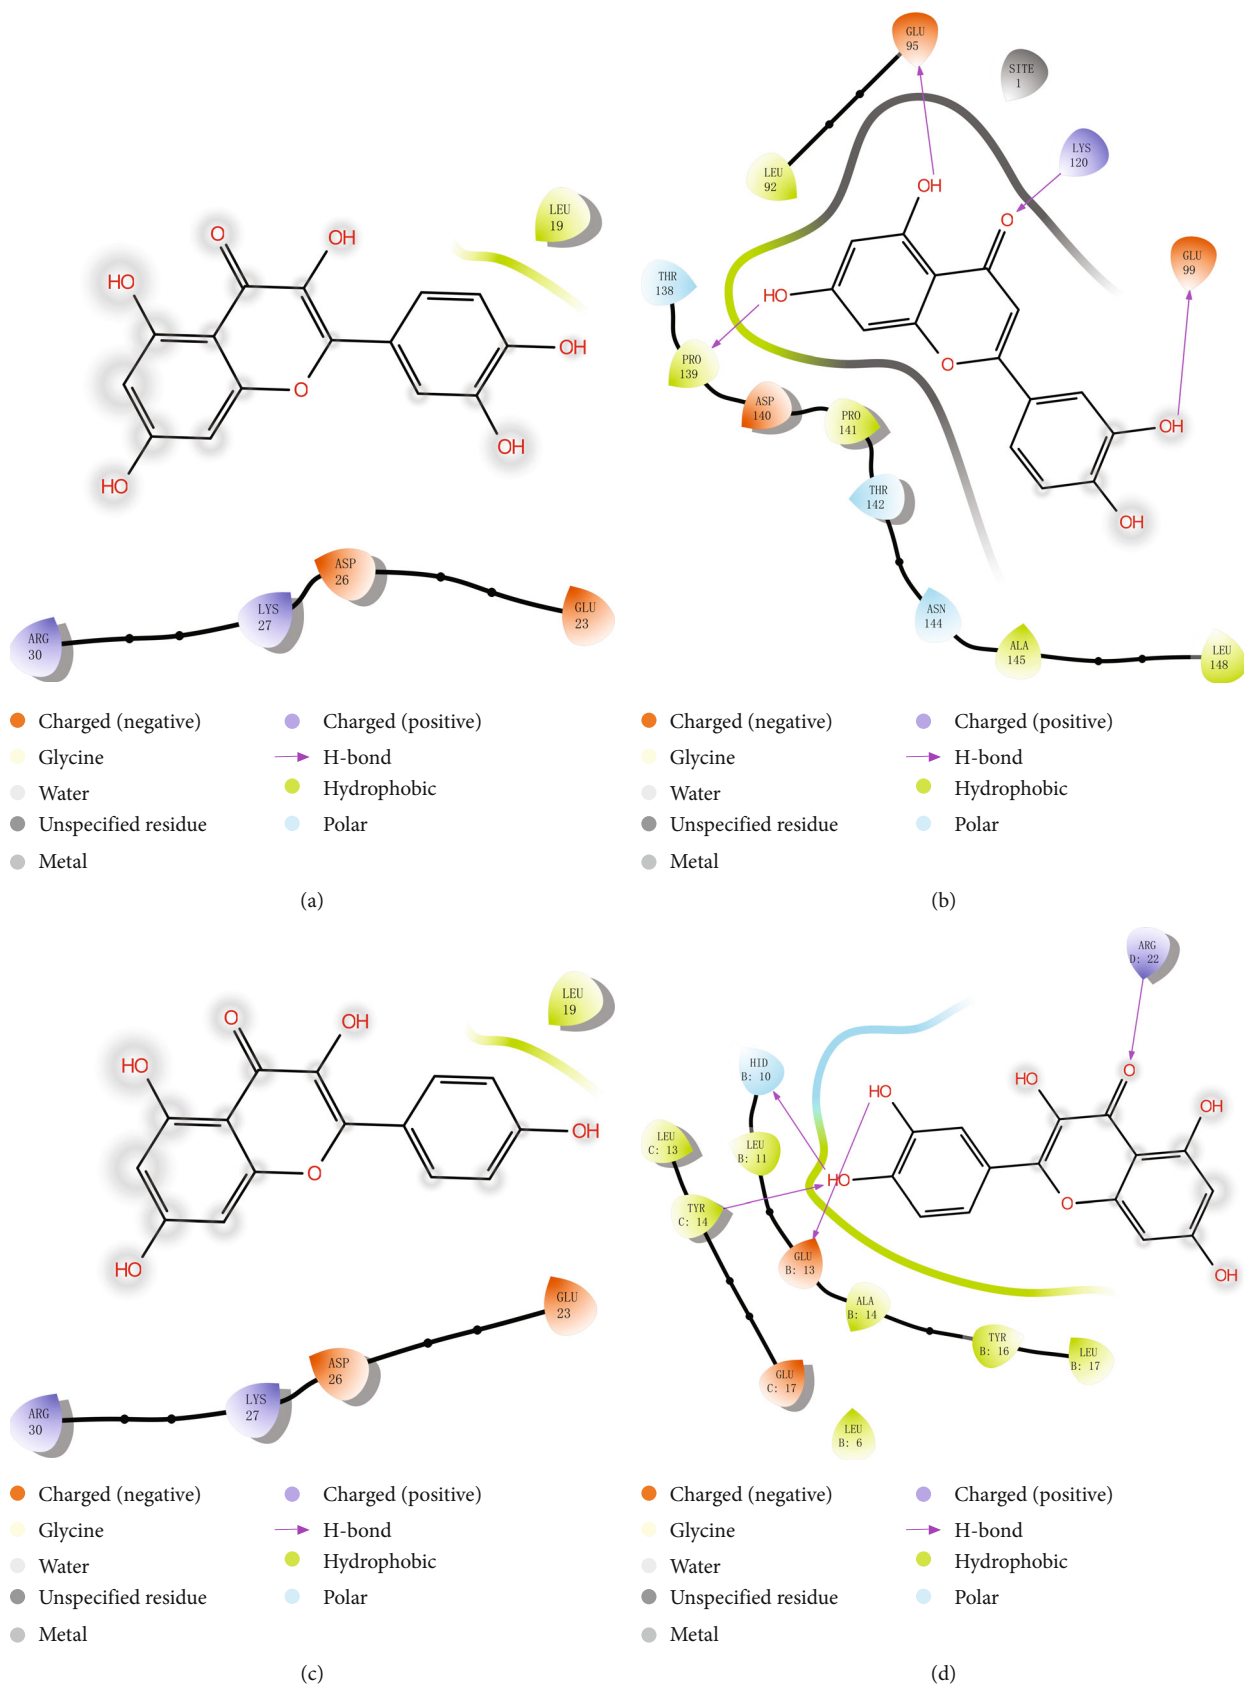 O
OH
LEU
19
HO
OH
O
OH
HO
ASP
26
LYS
27
GLU
23
ARG
30
Charged (negative)
Charged (positive)
Glycine
H-bond
Water
Hydrophobic
Unspecified residue
Polar
Metal
(a)
GLU
95
SITE
1
LYS
120
LEU
92
OH
O
GLU
99
THR
138
HO
PRO
139
O
ASP
140
PRO
141
OH
THR
142
OH
ASN
144
ALA
145
LEU
148
Charged (negative)
Charged (positive)
Glycine
H-bond
Water
Hydrophobic
Unspecified residue
Polar
Metal
(b)
LEU
19
O
OH
HO
OH
O
HO
GLU
23
ASP
26
LYS
27
ARG
30
Charged (negative)
Charged (positive)
Glycine
H-bond
Water
Hydrophobic
Unspecified residue
Polar
Metal
(c)
ARG
D: 22
HID
B: 10
HO
HO
O
OH
LEU
C: 13
LEU
B: 11
HO
TYR
C: 14
O
GLU
B: 13
OH
ALA
B: 14
TYR
B: 16
LEU
B: 17
GLU
C: 17
LEU
B: 6
Charged (negative)
Charged (positive)
Glycine
H-bond
Water
Hydrophobic
Unspecified residue
Polar
Metal
(d)